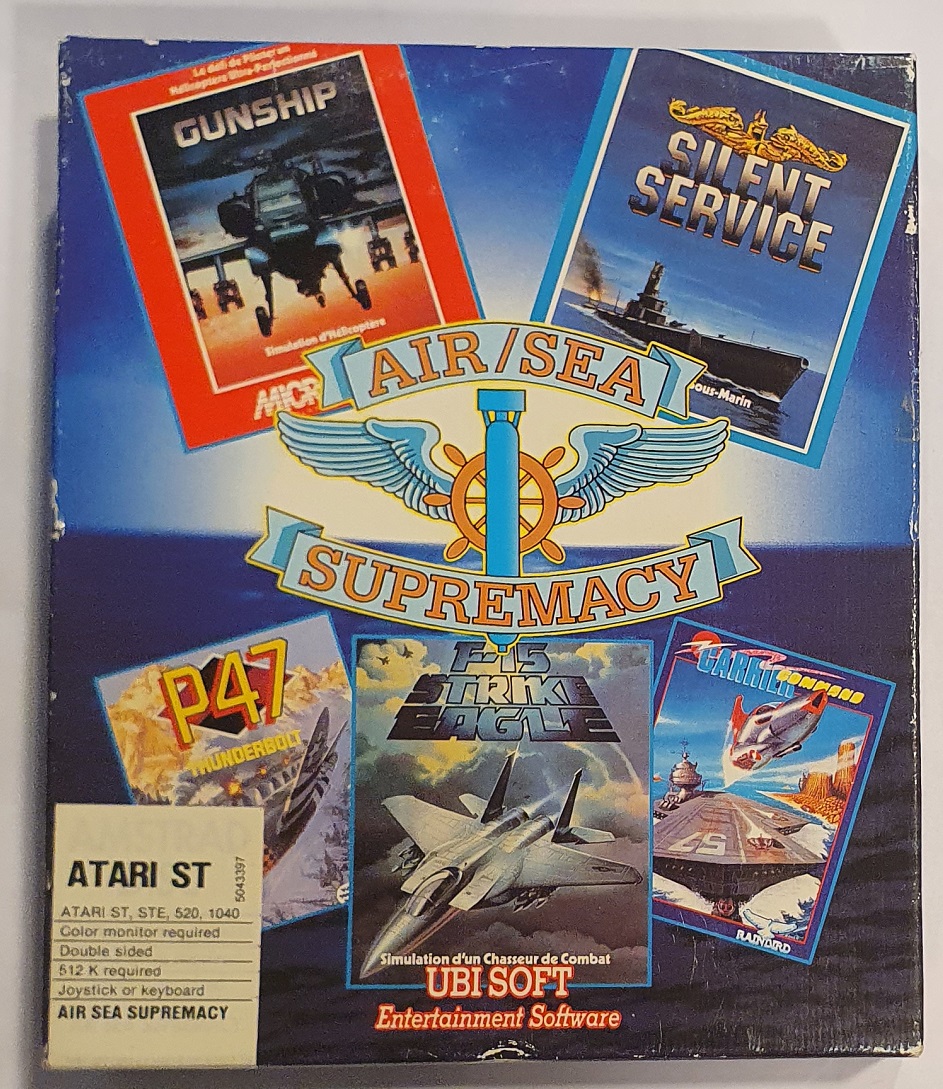 Le défi de Piloter un
Hélicoptère Ultra-Perfectionné
GUNSHIP
Simulation d'Hélicoptère
MICR
SILENT
SERVICE
ous-Marin
AIR/SEA
SUPREMACY
P47
THUNDERBOLT
F-15
STRIKE
EAGLE
Simulation d'un Chasseur de Combat
CARRIER
COMMAND
57
RAINBIRD
UBI SOFT
Entertainment Software
ATARI ST
5043397
ATARI ST, STE, 520, 1040
Color monitor required
Double sided
512 K required
Joystick or keyboard
AIR SEA SUPREMACY